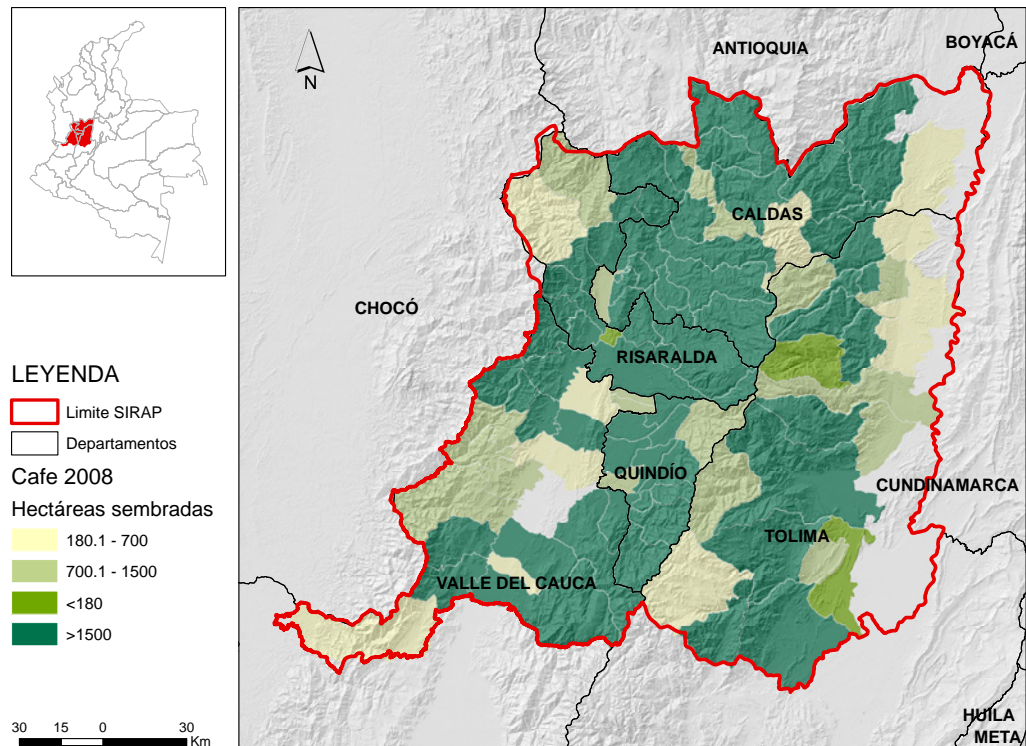 ANTIOQUIA
BOYACÁ
N
CALDAS
CHOCÓ
RISARALDA
QUINDÍO
CUNDINAMARCA
TOLIMA
VALLE DEL CAUCA
HUILA
META
LEYENDA
Limite SIRAP
Departamentos
Cafe 2008
Hectáreas sembradas
180.1 - 700
700.1 - 1500
<180
>1500
30 15 0 30
Km